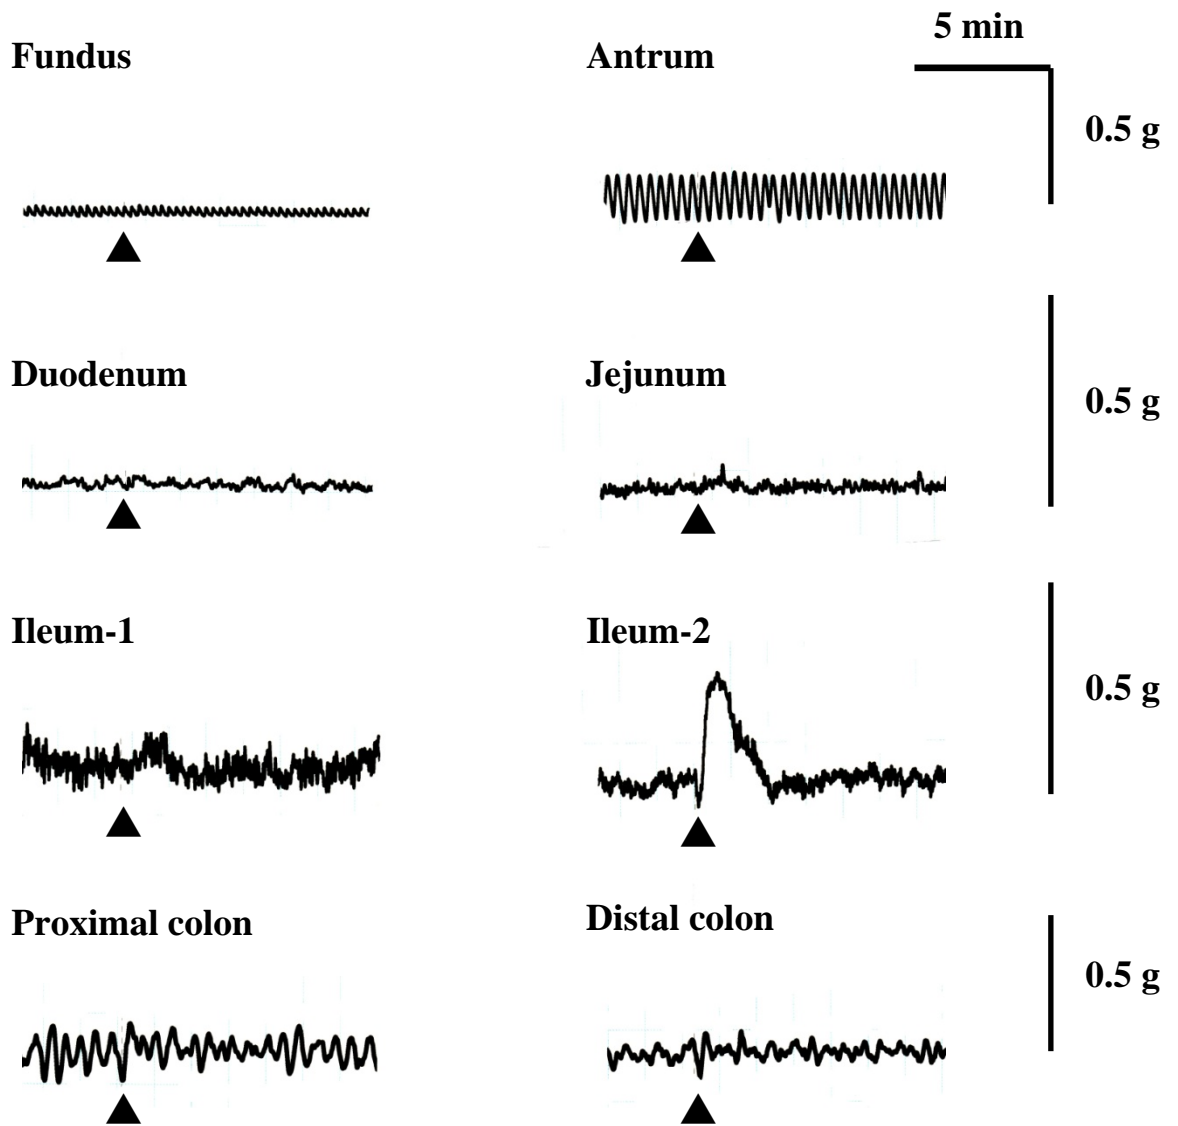 5 min
Fundus
Antrum
0.5 g
Duodenum
Jejunum
0.5 g
Ileum-1
Ileum-2
0.5 g
Proximal colon
Distal colon
0.5 g